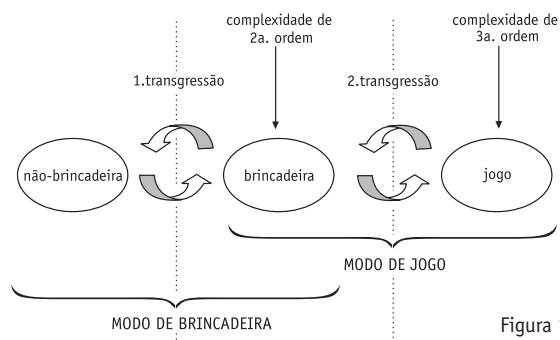 complexidade de
2a. ordem
complexidade de
3a. ordem
1.transgressão
2.transgressão
não-brincadeira
brincadeira
jogo
MODO DE JOGO
MODO DE BRINCADEIRA
Figura